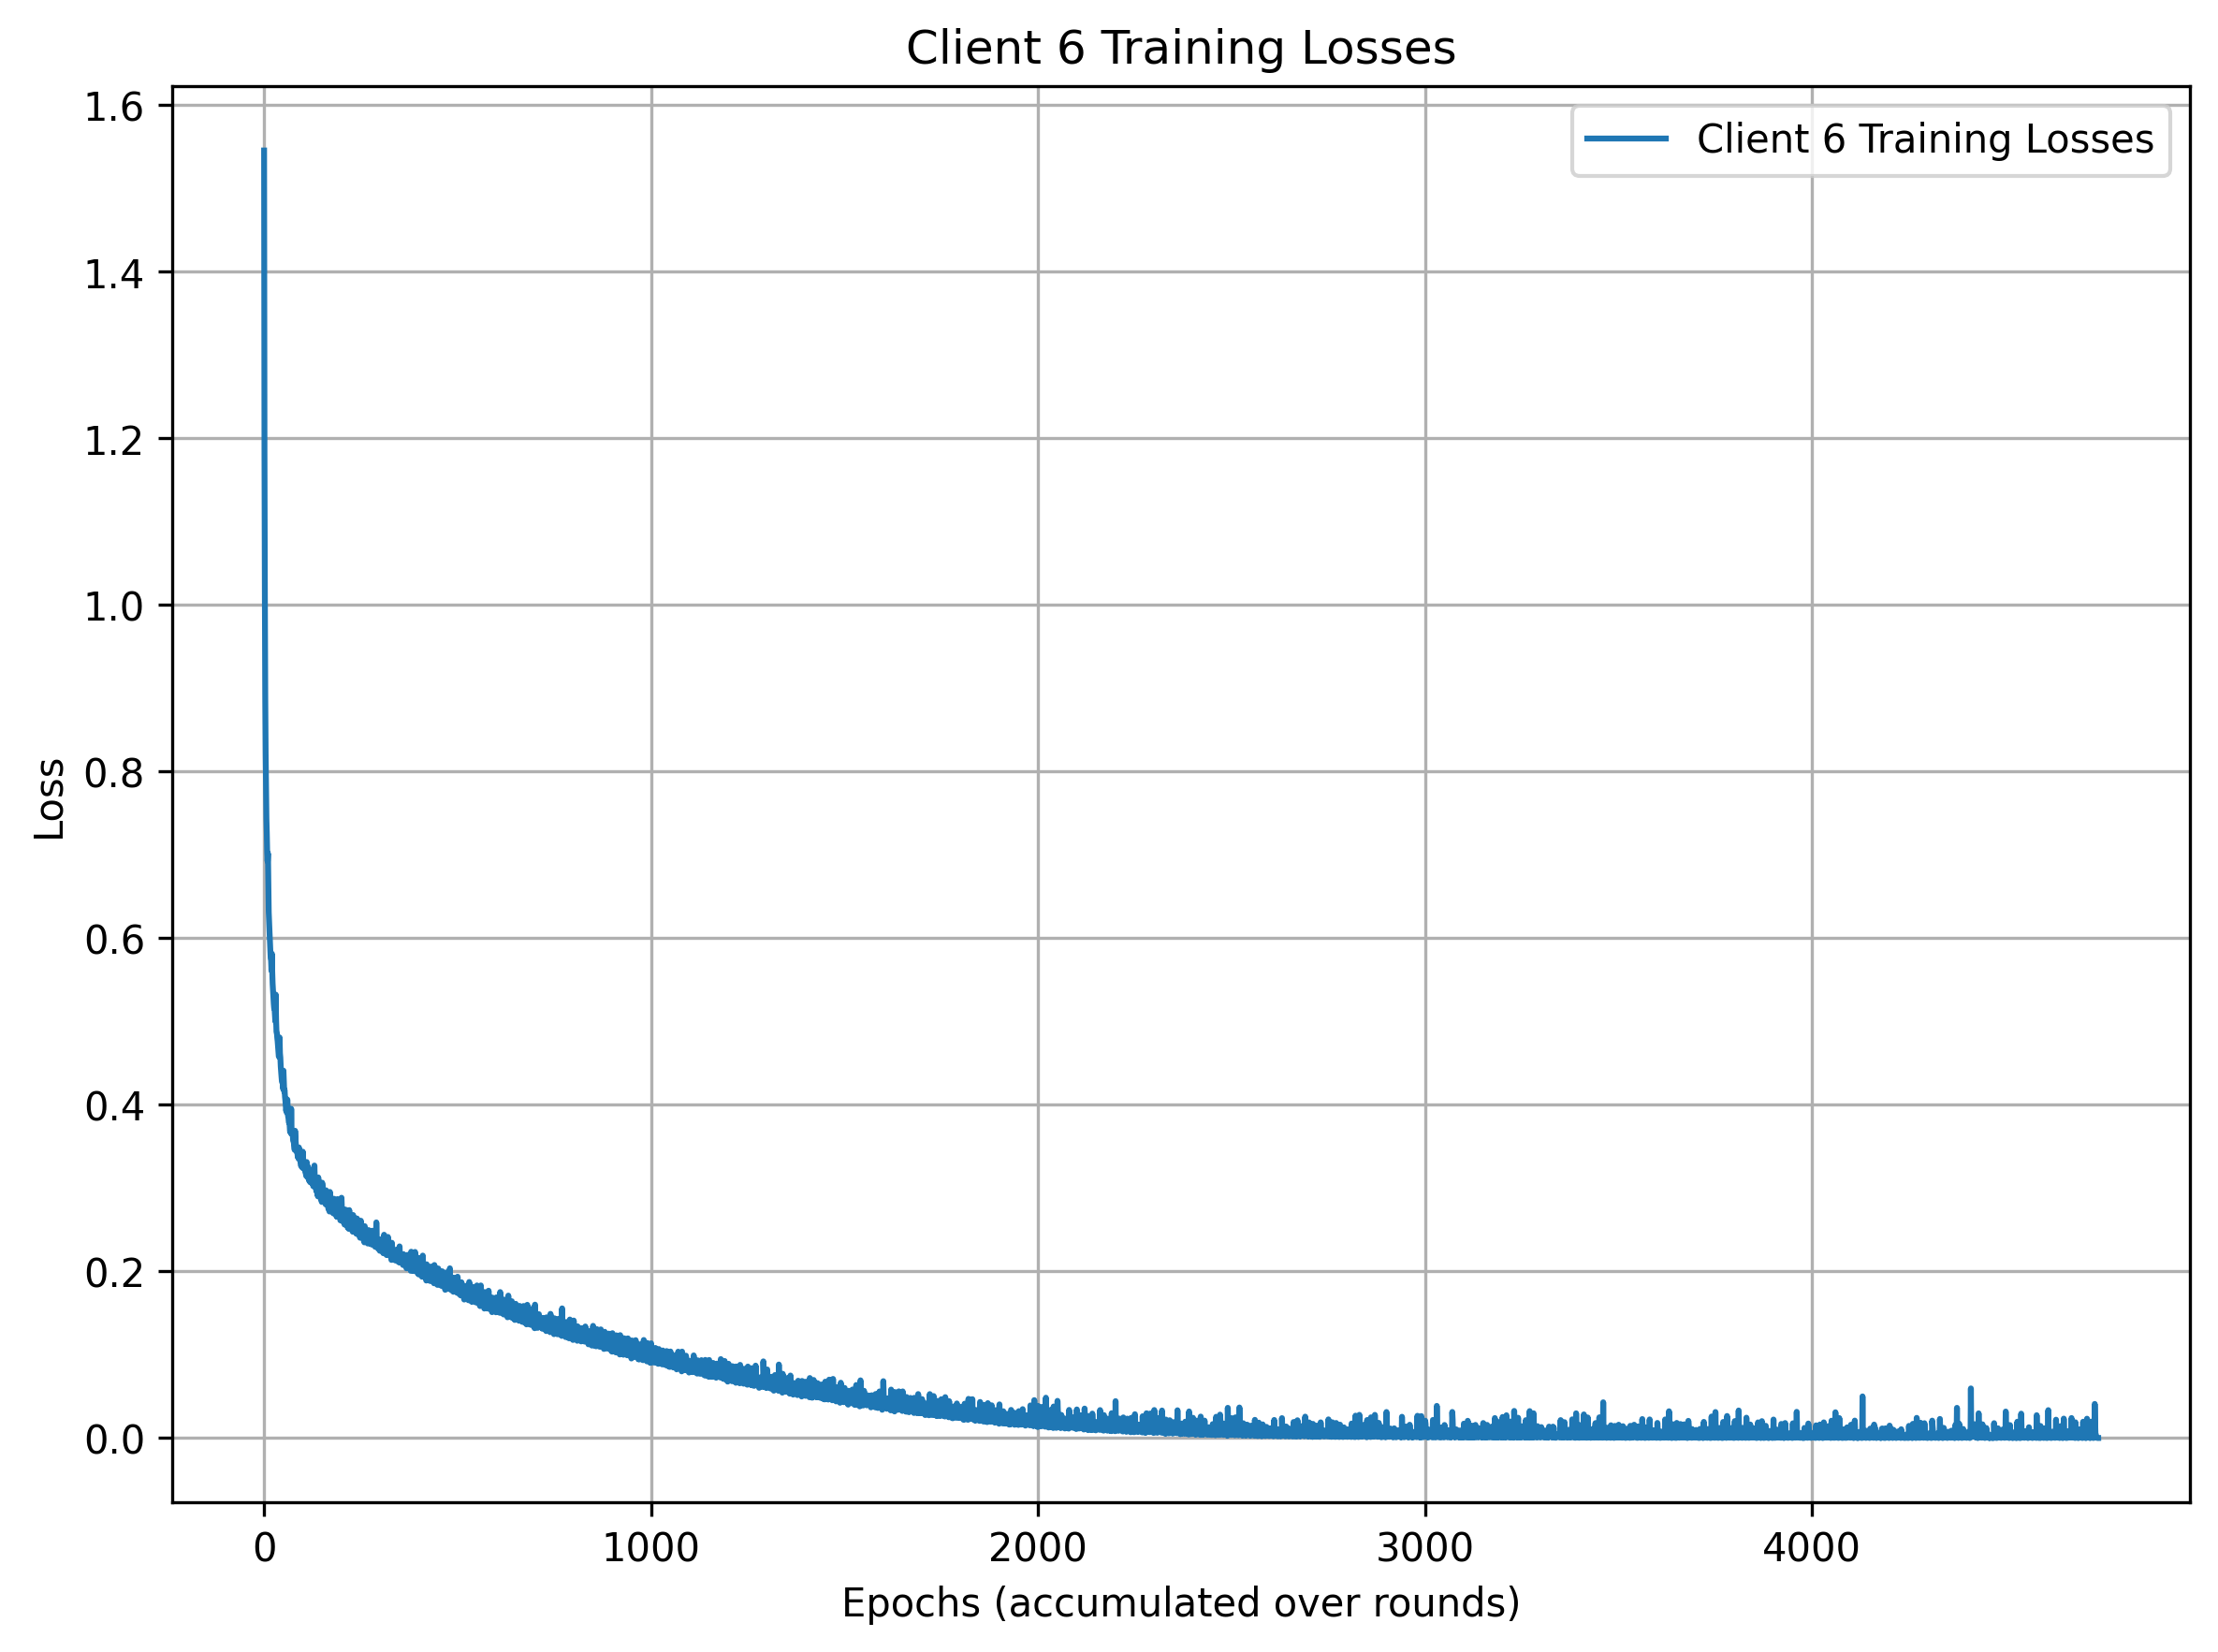 Client 6 Training Losses
Client 6 Training Losses
1.6
1.4
1.2
1.0
0.8
0.6
0.4
0.2
0.0
Loss
0 1000 2000 3000 4000
Epochs (accumulated over rounds)